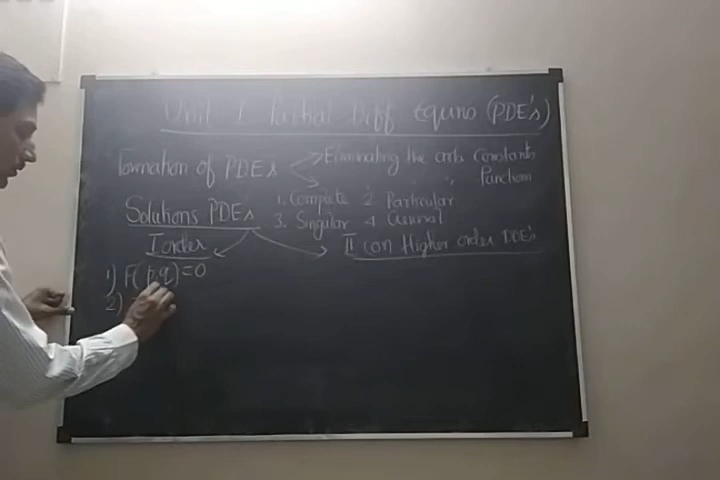 Unit I Partial Diff Equns (PDE's)
Formation of PDEs Eliminating the arb Constants
" " " Function
Solutions PDEs 1. Complete 2. Particular
3. Singular 4. General
I order II (or) Higher order PDE's
1) F(p,q)=0
2)